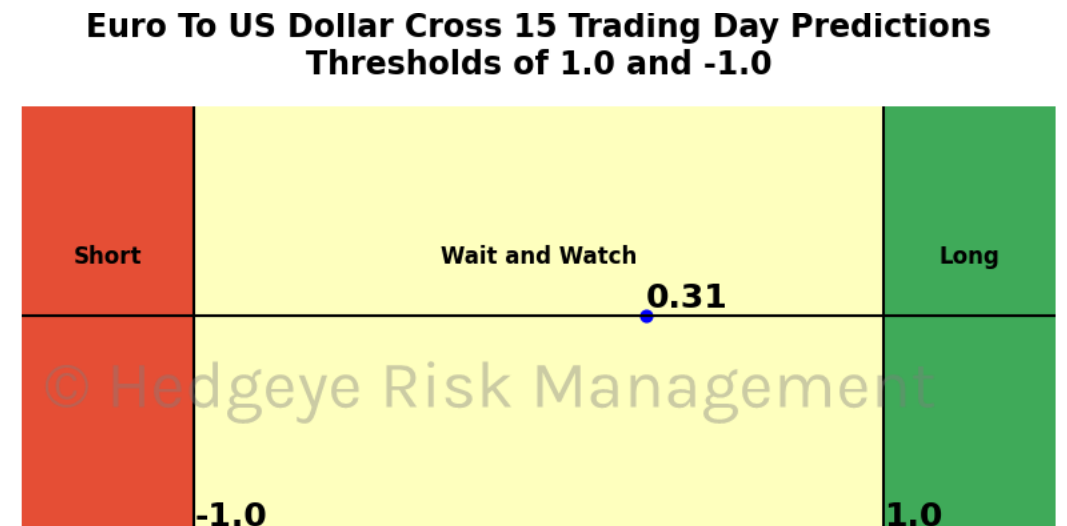 Euro To US Dollar Cross 15 Trading Day Predictions
Thresholds of 1.0 and -1.0
Short
Wait and Watch
Long
0.31
© Hedgeye Risk Management
-1.0
1.0